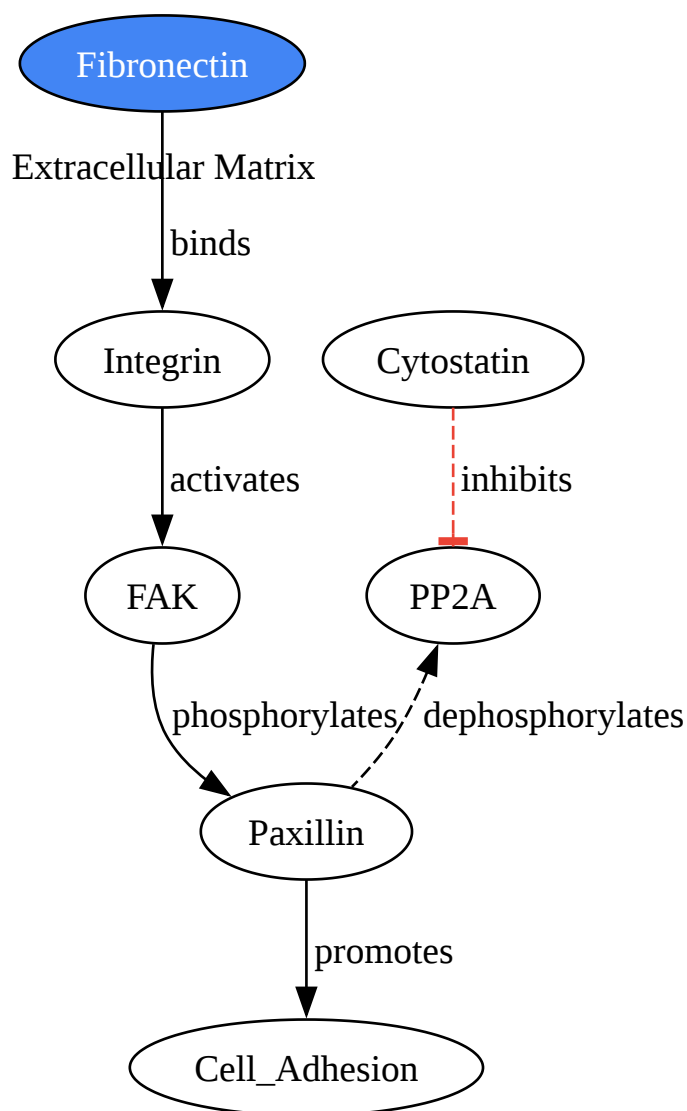 Fibronectin
Extracellular Matrix
binds
Integrin
Cytostatin
activates
inhibits
FAK
PP2A
phosphorylates
dephosphorylates
Paxillin
promotes
Cell_Adhesion